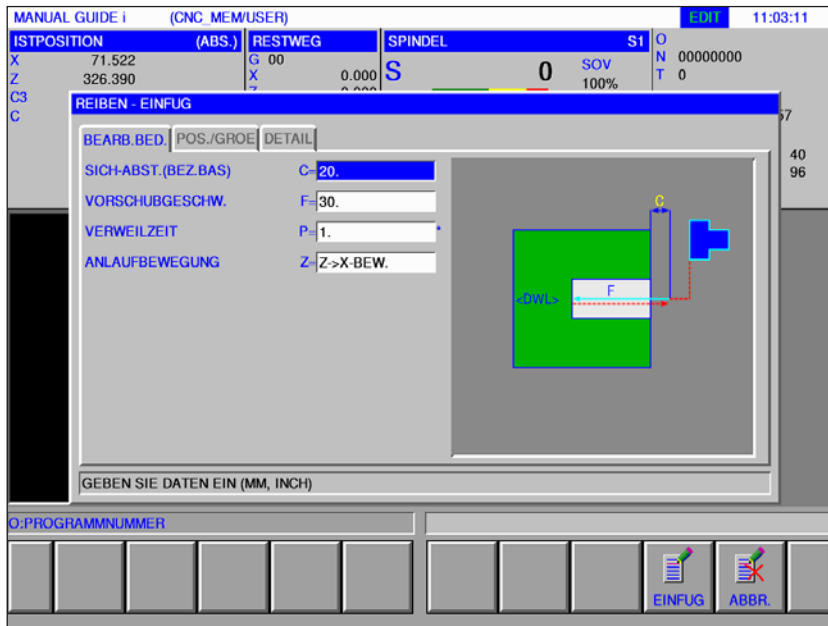 MANUAL GUIDE i (CNC_MEM/USER) EDIT 11:03:11
ISTPOSITION (ABS.) RESTWEG SPINDEL S1 O
X 71.522 G 00 N 00000000
Z 326.390 X 0.000 S 0 SOV T 0
100%
C3
C
40
96
REIBEN - EINFUG
BEARB.BED. POS./GROE DETAIL
SICH-ABST.(BEZ.BAS) C=20.
VORSCHUBGESCHW. F=30.
VERWEILZEIT P=1. *
ANLAUFBEWEGUNG Z=Z->X-BEW.
C
<DWL> F
GEBEN SIE DATEN EIN (MM, INCH)
O:PROGRAMMNUMMER
EINFUG ABBR.